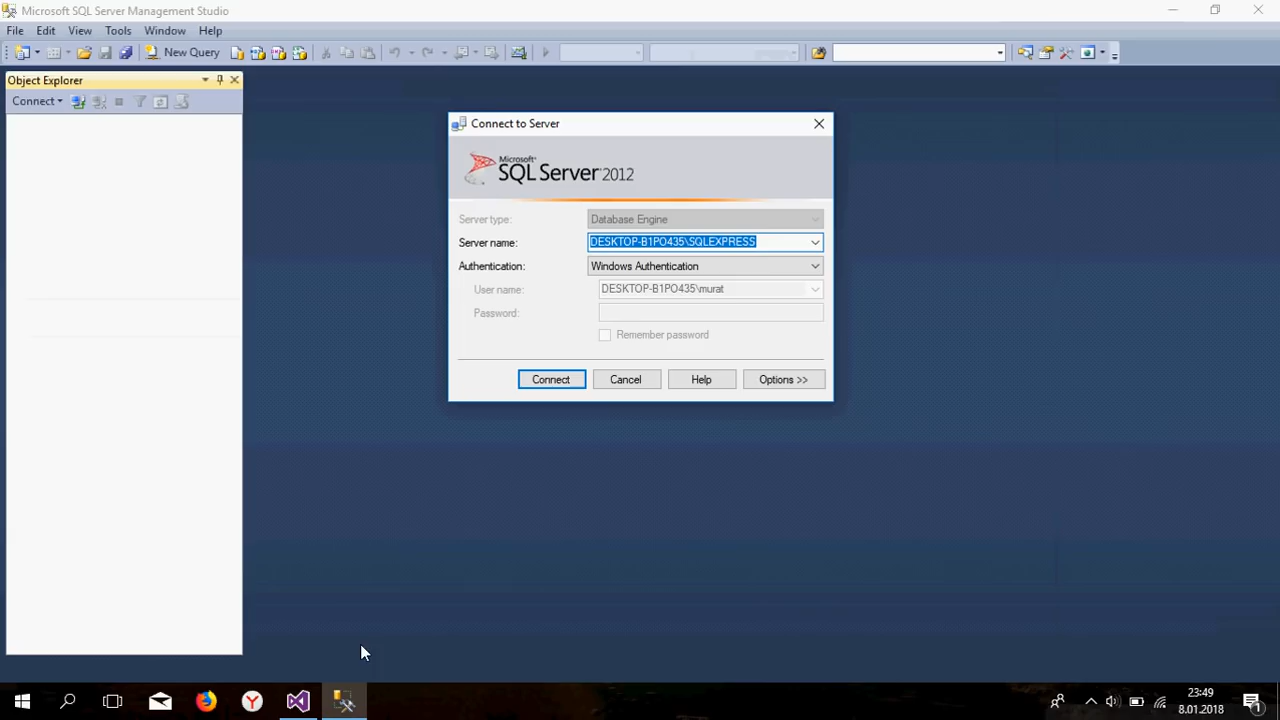 Microsoft SQL Server Management Studio
File Edit View Tools Window Help
New Query
Object Explorer
Connect
Connect to Server
Microsoft®
SQL Server® 2012
Server type: Database Engine
Server name: DESKTOP-B1PO435\SQLEXPRESS
Authentication: Windows Authentication
User name: DESKTOP-B1PO435\murat
Password:
Remember password
Connect Cancel Help Options >>
23:49
8.01.2018
1